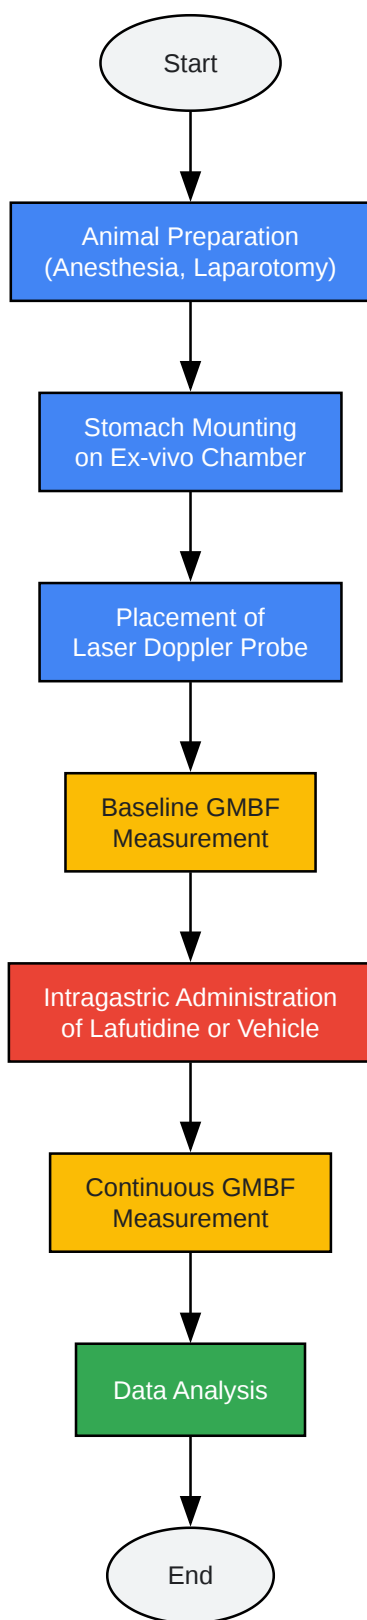 Start
Animal Preparation
(Anesthesia, Laparotomy)
Stomach Mounting
on Ex-vivo Chamber
Placement of
Laser Doppler Probe
Baseline GMBF
Measurement
Intragastric Administration
of Lafutidine or Vehicle
Continuous GMBF
Measurement
Data Analysis
End